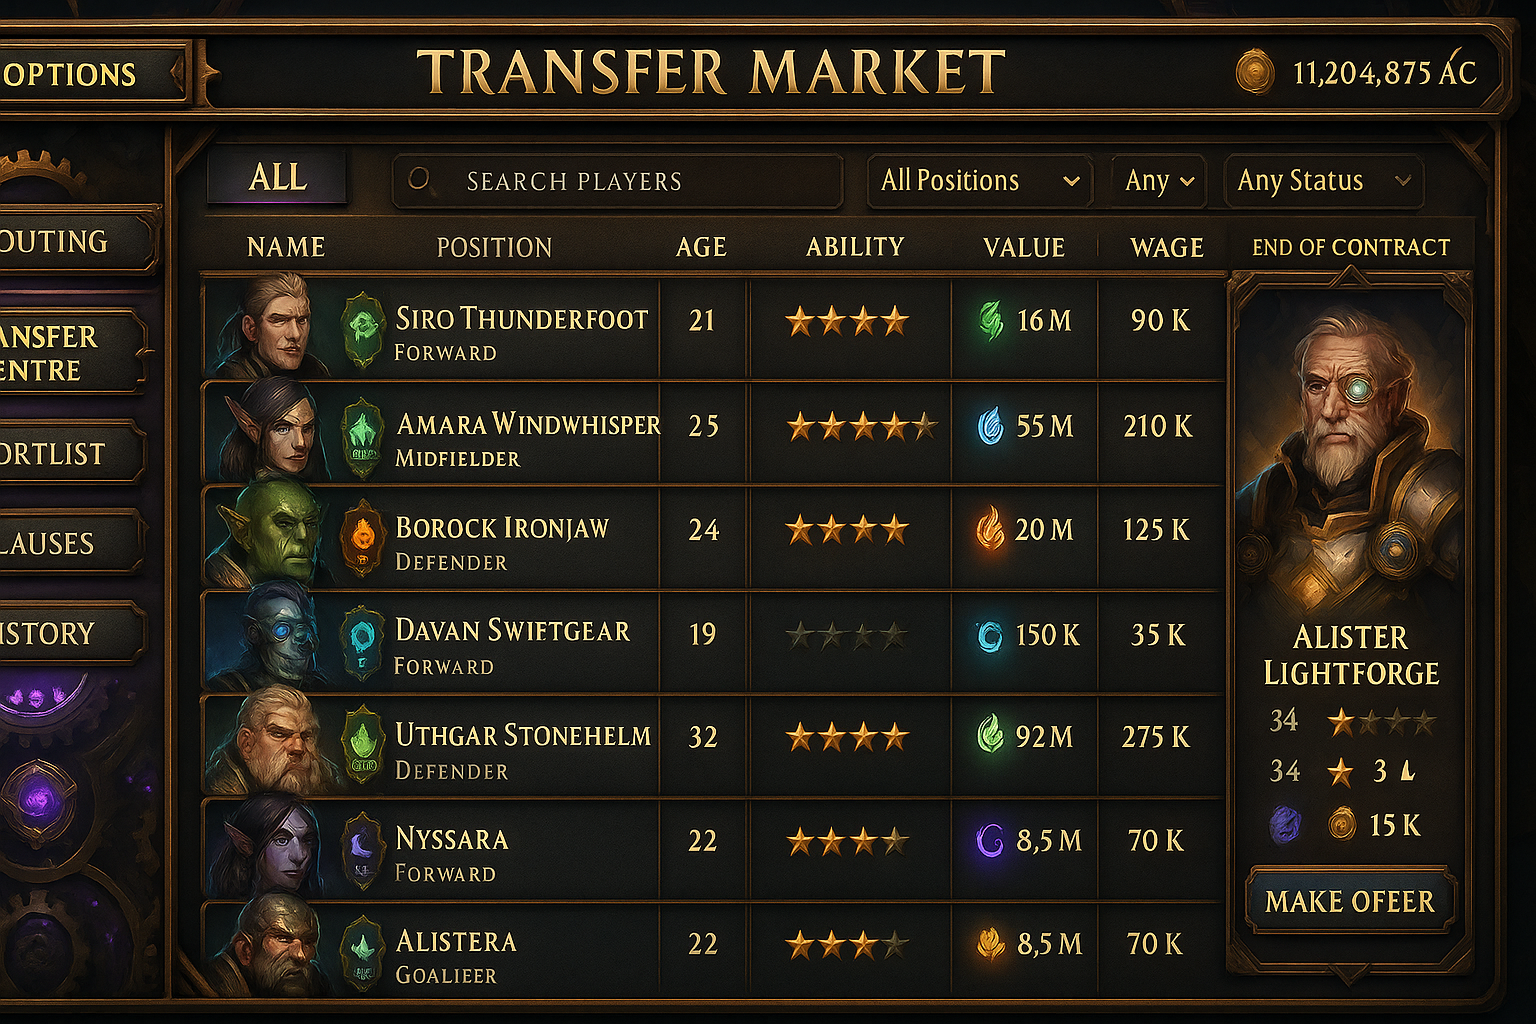 OPTIONS
TRANSFER MARKET
11,204,875 ÁC
ALL
SEARCH PLAYERS
All Positions
Any
Any Status
OUTING
ANSFER
ENTRE
ORTLIST
LAUSES
ISTORY
NAME POSITION AGE ABILITY VALUE WAGE END OF CONTRACT
SIRO THUNDERFOOT 21 16 M 90 K
FORWARD
AMARA WINDWHISPER 25 55 M 210 K
MIDFIELDER
BOROCK IRONJAW 24 20 M 125 K
DEFENDER
DAVAN SWIFTGEAR 19 150 K 35 K
FORWARD
UTHGAR STONEHELM 32 92 M 275 K
DEFENDER
NYSSARA 22 8,5 M 70 K
FORWARD
ALISTERA 22 8,5 M 70 K
GOALIEER
ALISTER
LIGHTFORGE
34
34 3
15 K
MAKE OFEER